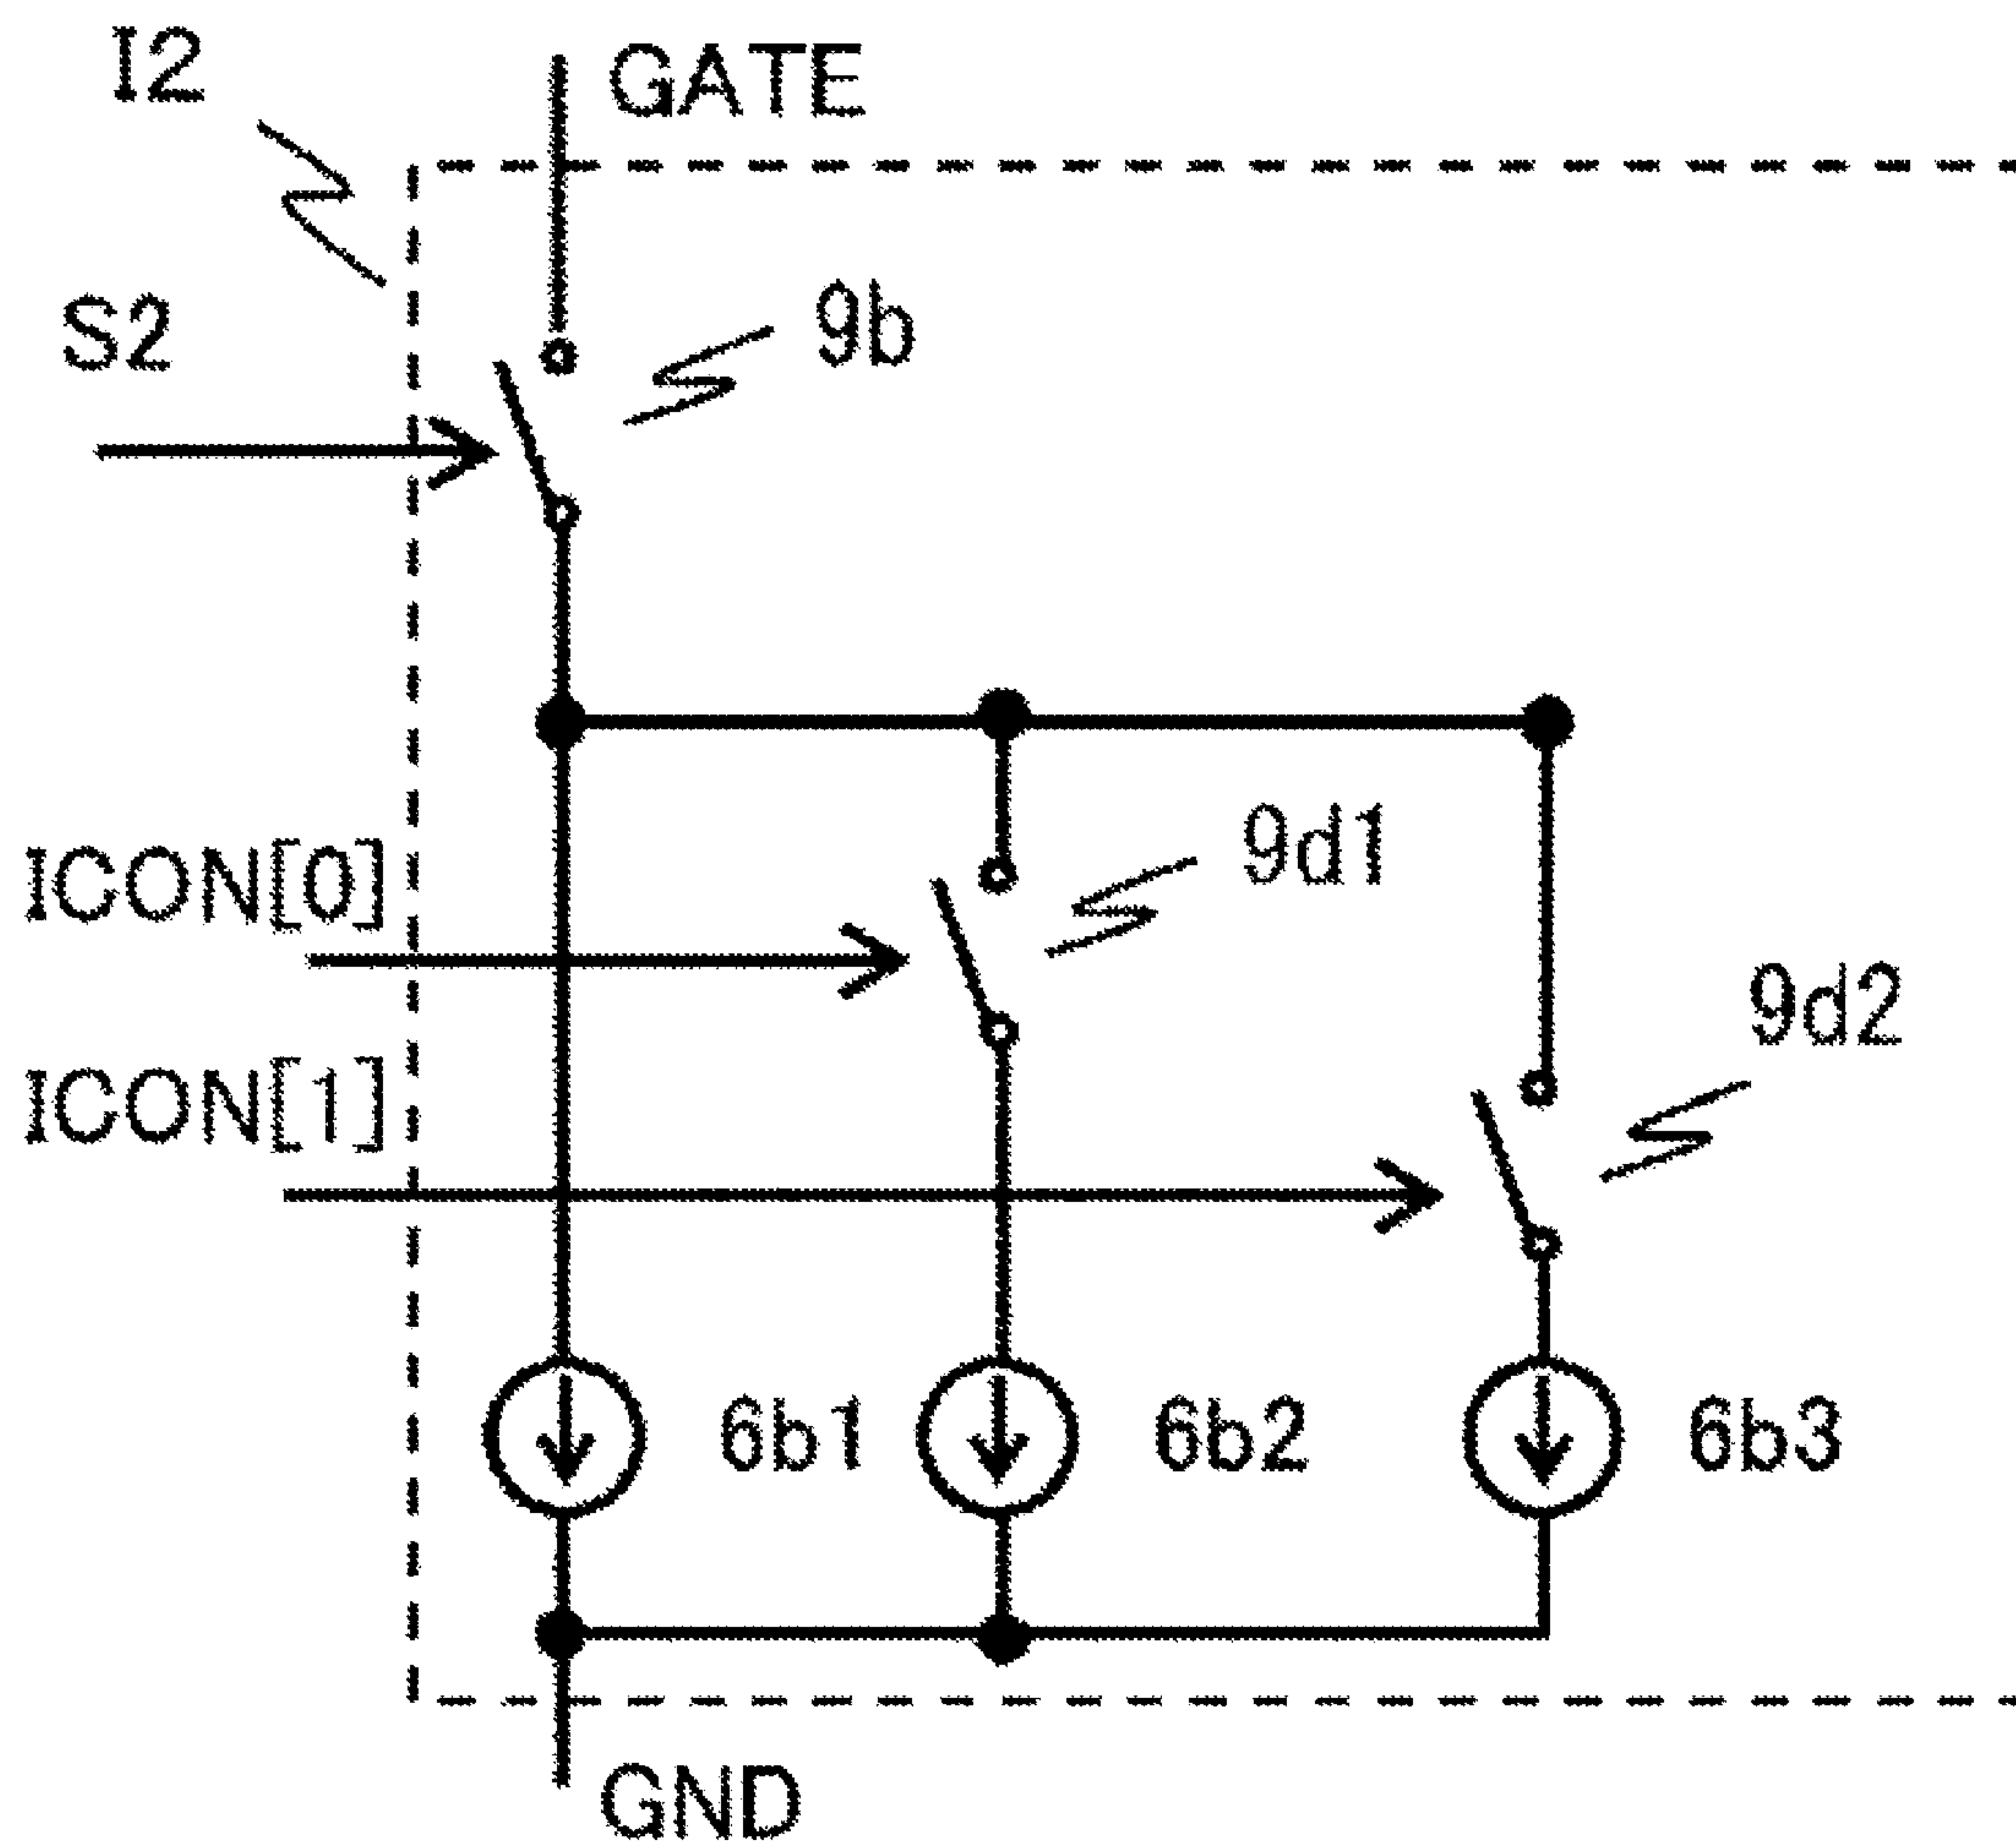 I2
GATE
S2
9b
ICON[0]
9d1
ICON[1]
9d2
6b1
6b2
6b3
GND